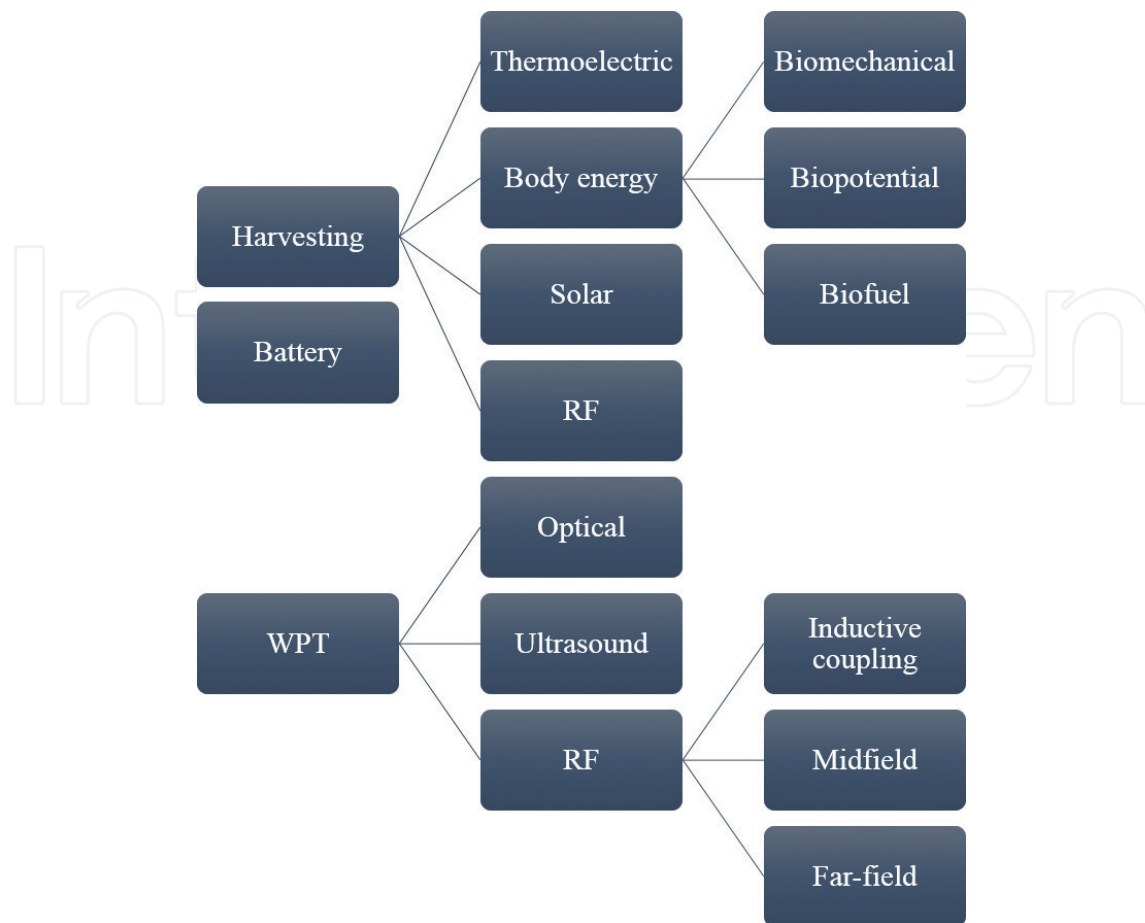 Thermoelectric
Biomechanical
Body energy
Biopotential
Harvesting
Solar
Biofuel
Battery
RF
Optical
WPT
Ultrasound
Inductive
coupling
RF
Midfield
Far-field